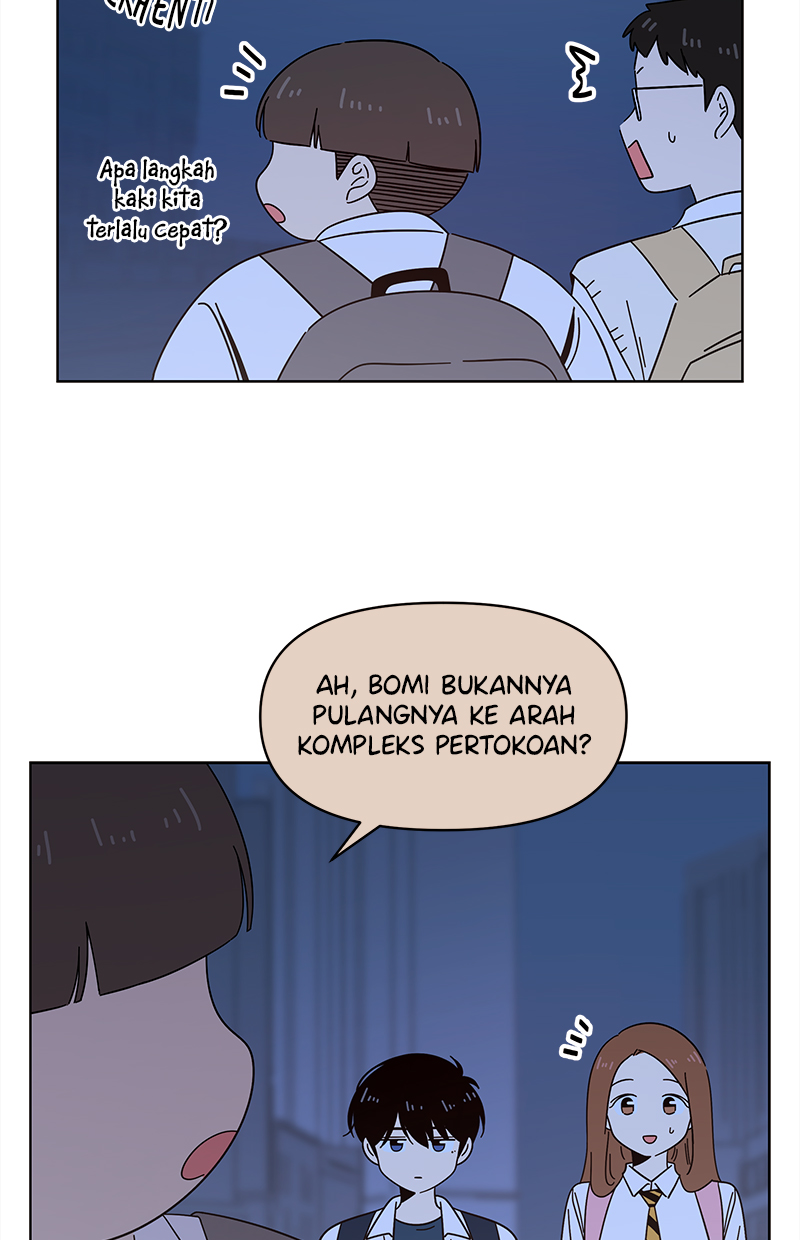 Apa langkah
kaki kita
terlalu cepat?
AH, BOMI BUKANNYA
PULANGNYA KE ARAH
KOMPLEKS PERTOKOAN?